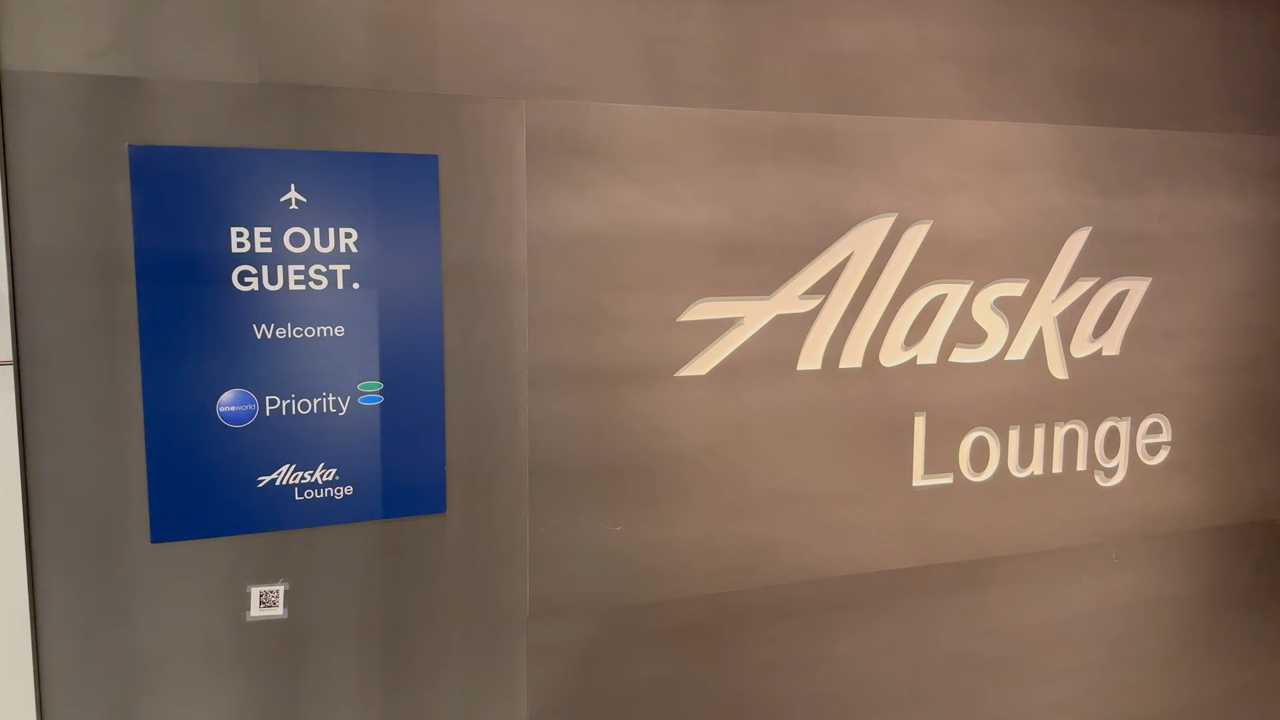 BE OUR
GUEST.
Welcome
oneworld Priority
Alaska®
Lounge
Alaska
Lounge